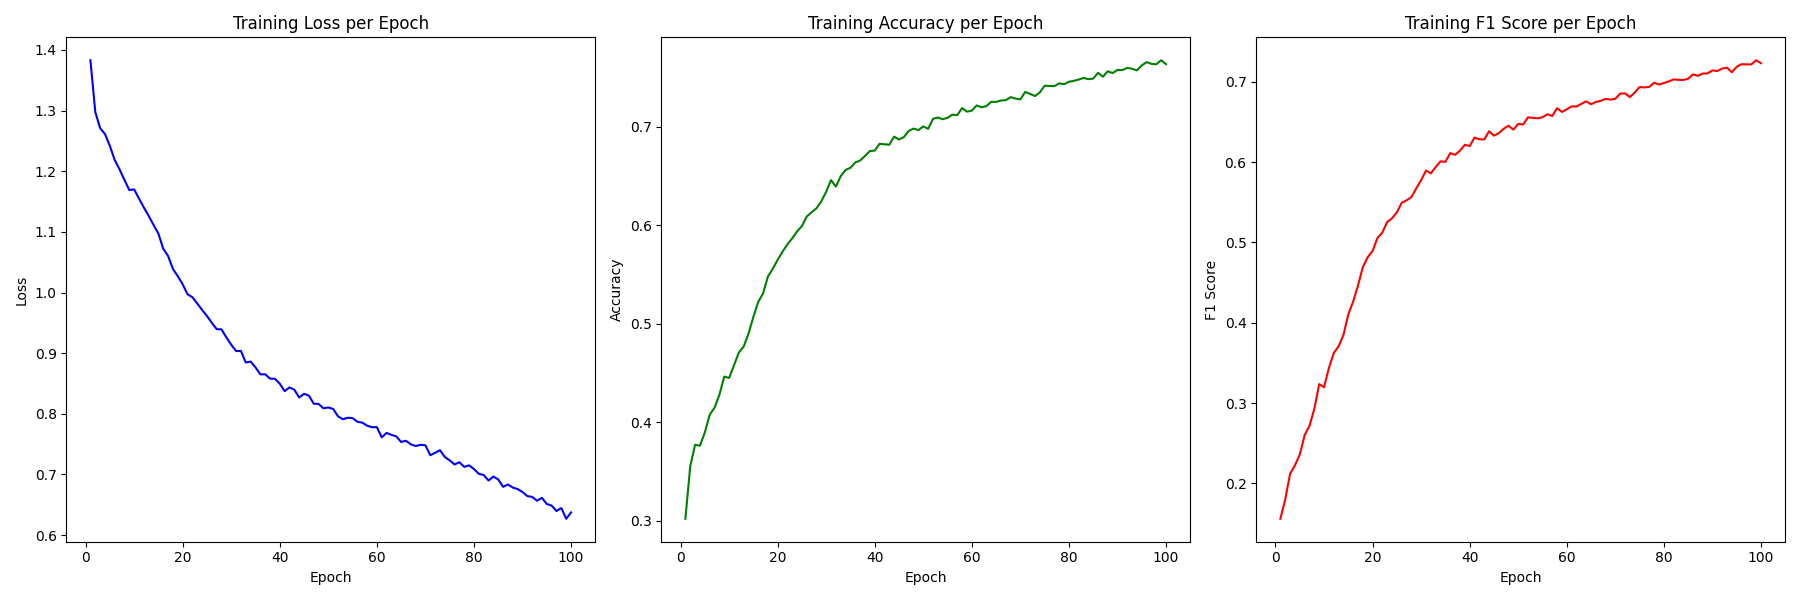 Training Loss per Epoch
1.4
1.3
1.2
1.1
1.0
0.9
0.8
0.7
0.6
Loss
0 20 40 60 80 100
Epoch
Training Accuracy per Epoch
0.7
0.6
0.5
0.4
0.3
Accuracy
0 20 40 60 80 100
Epoch
Training F1 Score per Epoch
0.7
0.6
0.5
0.4
0.3
0.2
F1 Score
0 20 40 60 80 100
Epoch